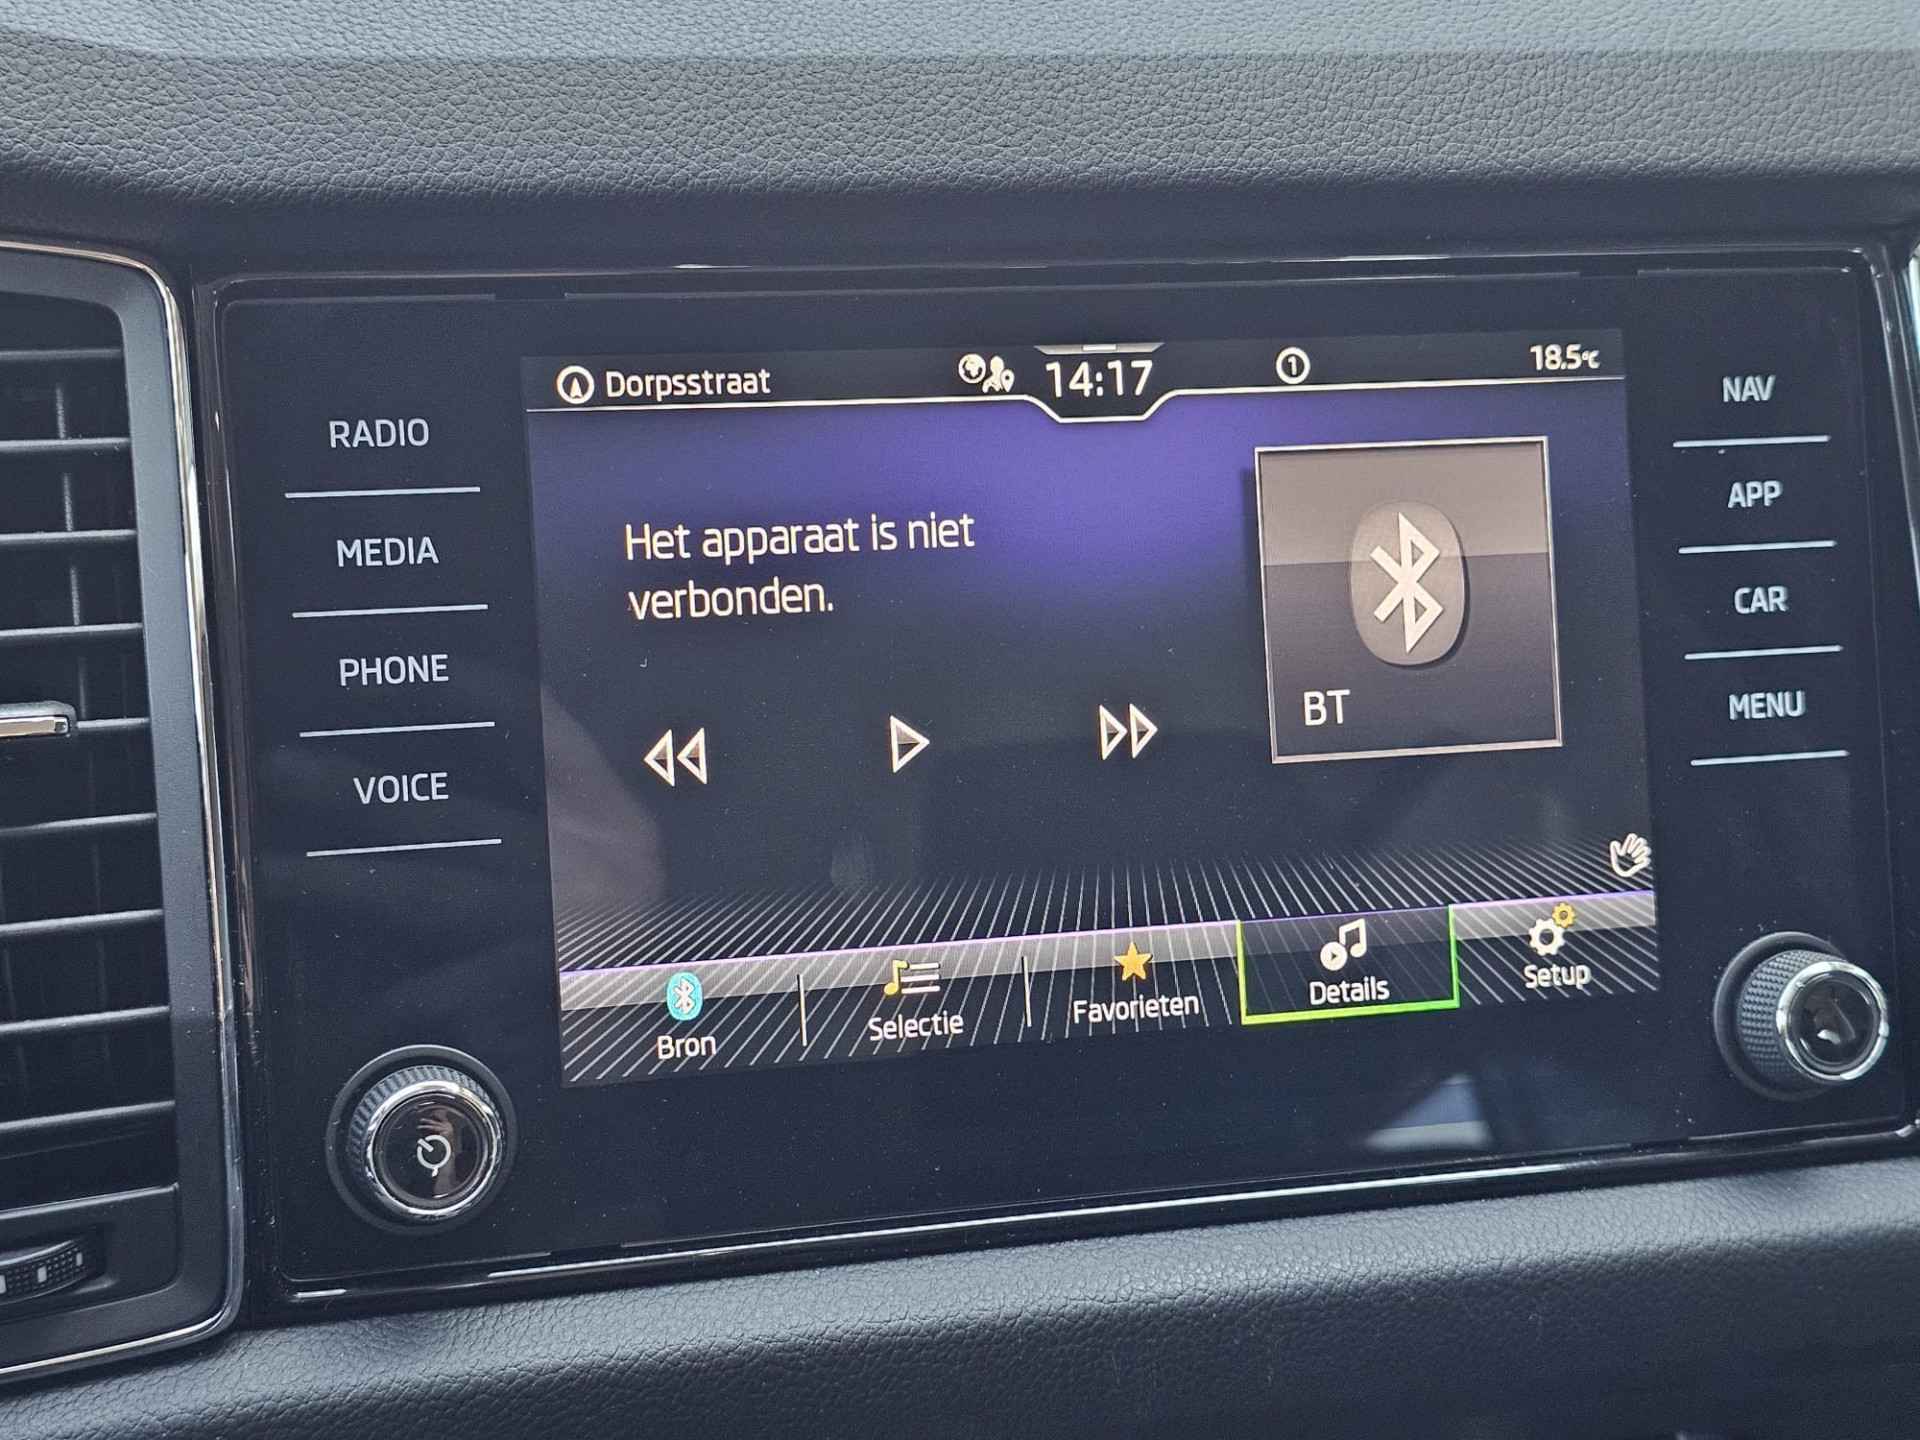 Dorpsstraat
14:17
1
18.5°C
RADIO
MEDIA
PHONE
VOICE
Het apparaat is niet
verbonden.
BT
NAV
APP
CAR
MENU
Bron
Selectie
Favorieten
Details
Setup